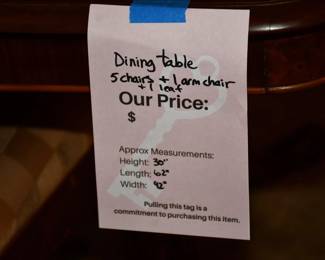 Dining table
5 chairs + 1 arm chair
+ 1 leaf
Our Price:
$
Approx Measurements:
Height: 30"
Length: 62"
Width: 42"
Pulling this tag is a
commitment to purchasing this item.